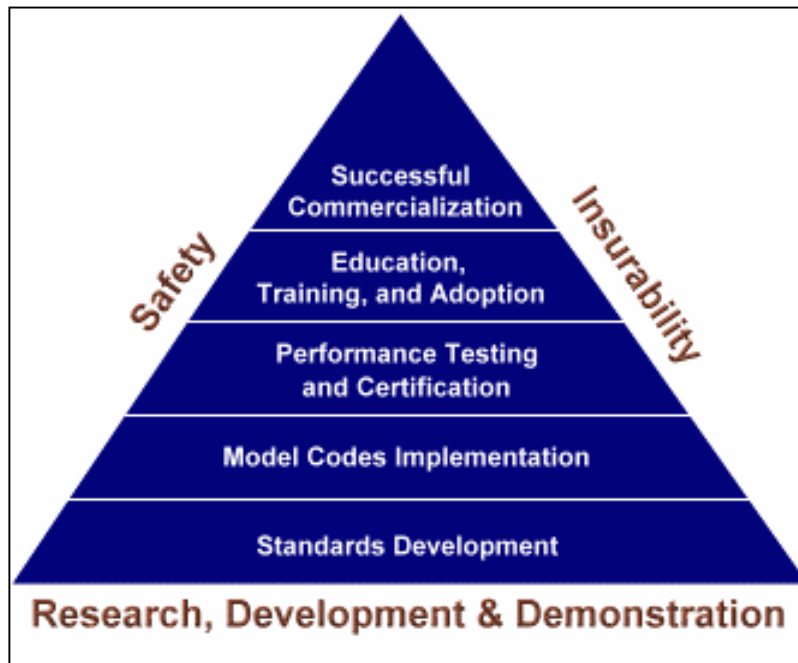 Successful
Commercialization
Safety
Insurability
Education,
Training, and Adoption
Performance Testing
and Certification
Model Codes Implementation
Standards Development
Research, Development & Demonstration